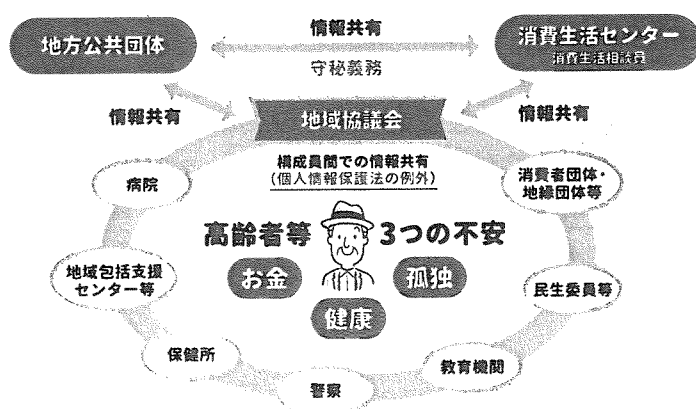 地方公共団体
情報共有
守秘義務
消費生活センター
消費生活相談員
情報共有
地域協議会
情報共有
構成員間での情報共有
(個人情報保護法の例外)
病院
消費者団体・
地縁団体等
高齢者等
3つの不安
お金
孤独
健康
地域包括支援
センター等
民生委員等
保健所
教育機関
警察